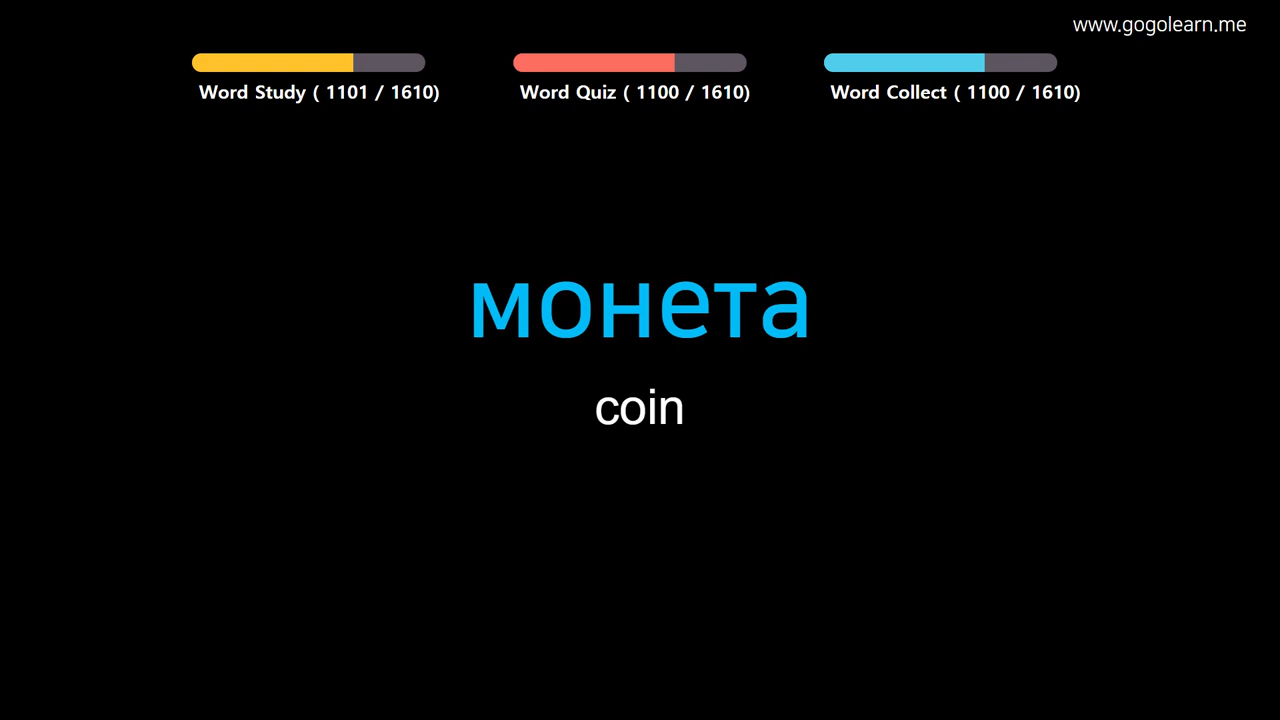 www.gogolearn.me
Word Study ( 1101 / 1610)
Word Quiz ( 1100 / 1610)
Word Collect ( 1100 / 1610)
монета
coin